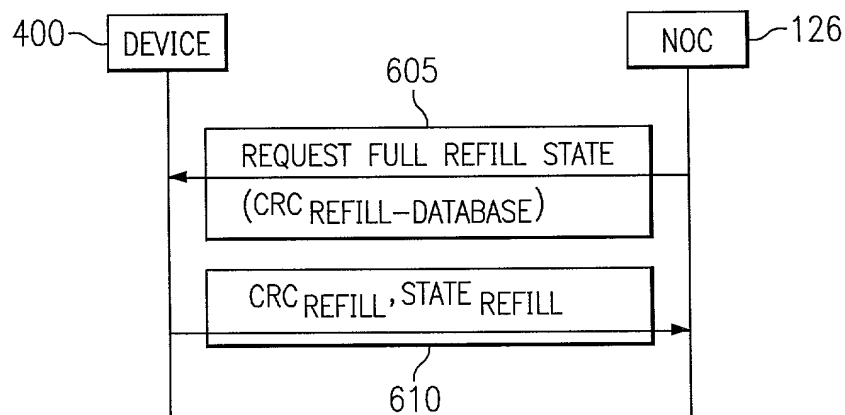 400 DEVICE NOC 126
605
REQUEST FULL REFILL STATE
(CRC REFILL-DATABASE)
CRC REFILL, STATE REFILL
610